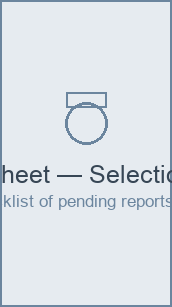 heet — Selectio
klist of pending reports